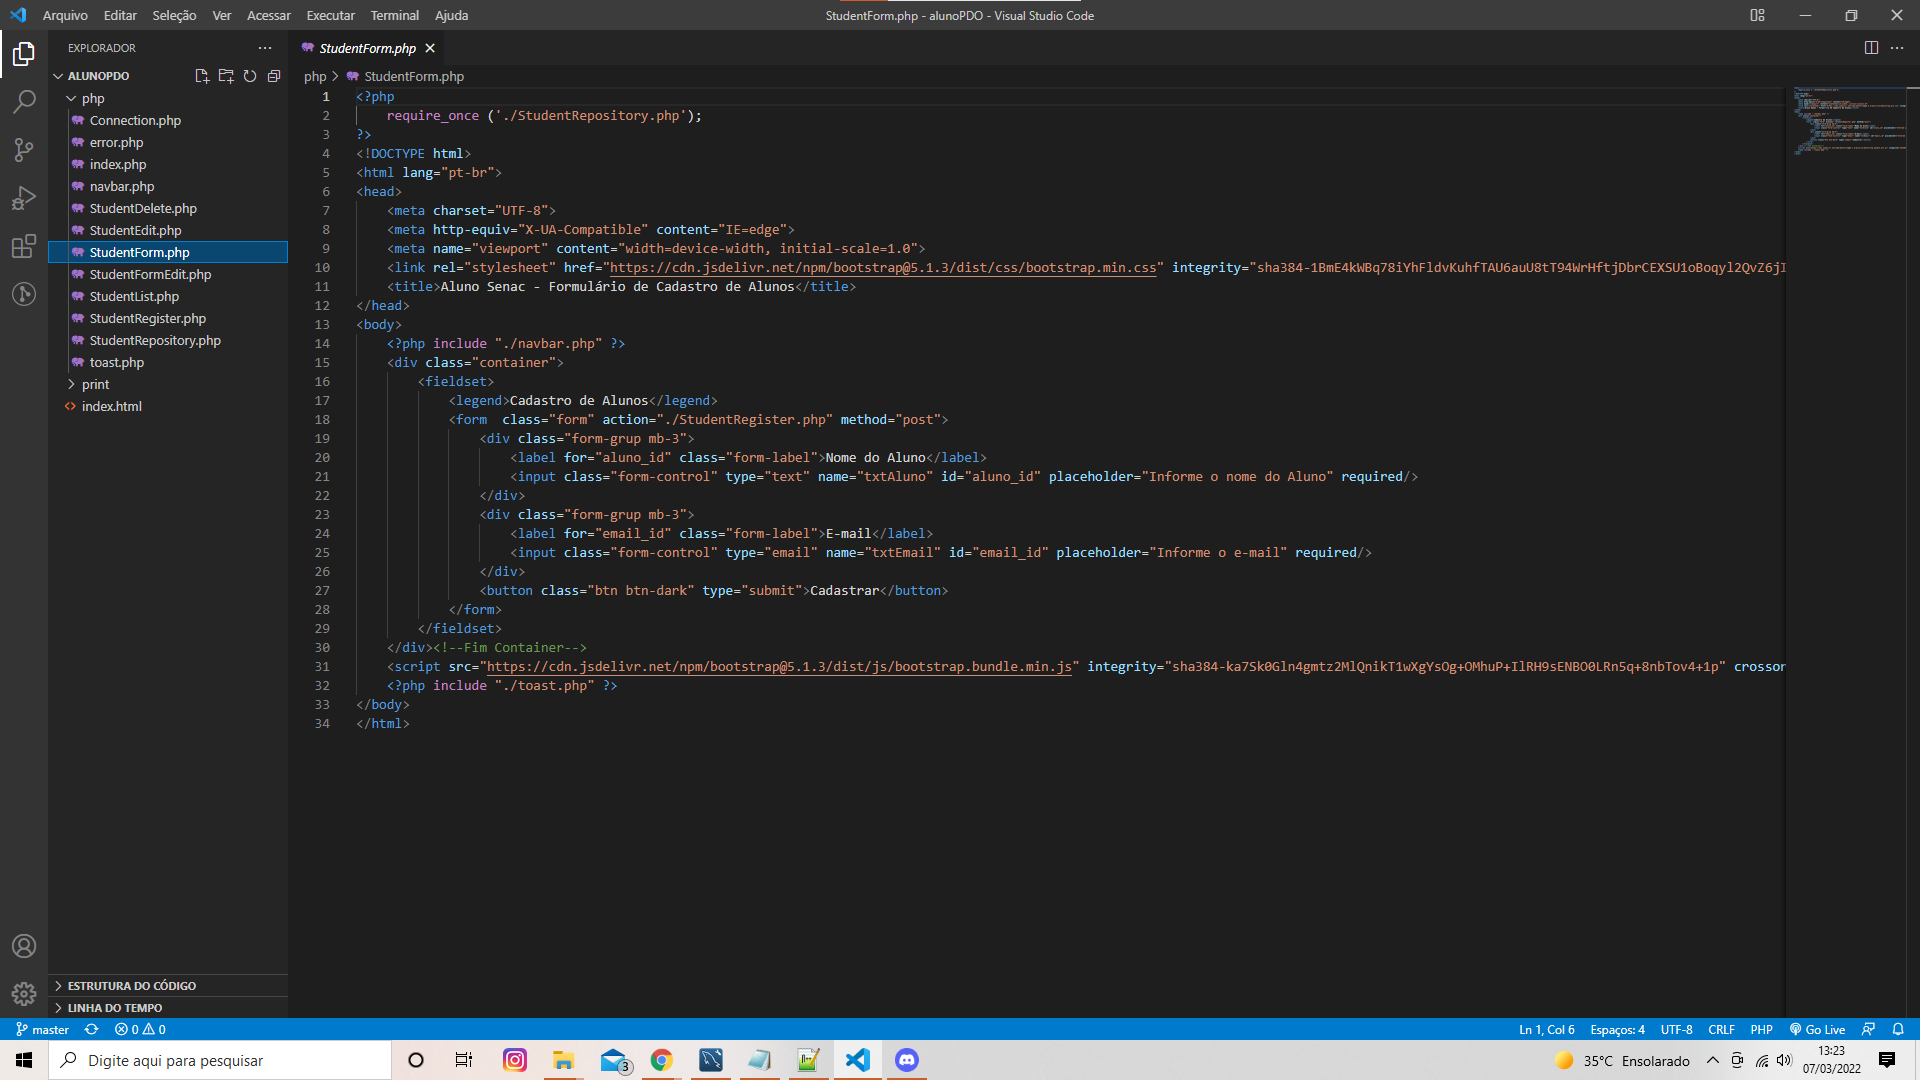 Arquivo Editar Seleção Ver Acessar Executar Terminal Ajuda
StudentForm.php - alunoPDO - Visual Studio Code
EXPLORADOR
ALUNOPDO
php
Connection.php
error.php
index.php
navbar.php
StudentDelete.php
StudentEdit.php
StudentForm.php
StudentFormEdit.php
StudentList.php
StudentRegister.php
StudentRepository.php
toast.php
print
index.html
ESTRUTURA DO CÓDIGO
LINHA DO TEMPO
StudentForm.php
php > StudentForm.php
1 <?php
2 require_once ('./StudentRepository.php');
3 ?>
4 <!DOCTYPE html>
5 <html lang="pt-br">
6 <head>
7 <meta charset="UTF-8">
8 <meta http-equiv="X-UA-Compatible" content="IE=edge">
9 <meta name="viewport" content="width=device-width, initial-scale=1.0">
10 <link rel="stylesheet" href="https://cdn.jsdelivr.net/npm/bootstrap@5.1.3/dist/css/bootstrap.min.css" integrity="sha384-1BmE4kWBq78iYhFldvKuhfTAU6auU8tT94WrHftjDbrCEXSU1oBoqyl2QvZ6jI
11 <title>Aluno Senac - Formulário de Cadastro de Alunos</title>
12 </head>
13 <body>
14 <?php include "./navbar.php" ?>
15 <div class="container">
16 <fieldset>
17 <legend>Cadastro de Alunos</legend>
18 <form  class="form" action="./StudentRegister.php" method="post">
19 <div class="form-grup mb-3">
20 <label for="aluno_id" class="form-label">Nome do Aluno</label>
21 <input class="form-control" type="text" name="txtAluno" id="aluno_id" placeholder="Informe o nome do Aluno" required/>
22 </div>
23 <div class="form-grup mb-3">
24 <label for="email_id" class="form-label">E-mail</label>
25 <input class="form-control" type="email" name="txtEmail" id="email_id" placeholder="Informe o e-mail" required/>
26 </div>
27 <button class="btn btn-dark" type="submit">Cadastrar</button>
28 </form>
29 </fieldset>
30 </div><!--Fim Container-->
31 <script src="https://cdn.jsdelivr.net/npm/bootstrap@5.1.3/dist/js/bootstrap.bundle.min.js" integrity="sha384-ka7Sk0Gln4gmtz2MlQnikT1wXgYsOg+OMhuP+IlRH9sENBO0LRn5q+8nbTov4+1p" crossor
32 <?php include "./toast.php" ?>
33 </body>
34 </html>
master 0 0
Ln 1, Col 6 Espaços: 4 UTF-8 CRLF PHP Go Live
Digite aqui para pesquisar
3
35°C Ensolarado
13:23
07/03/2022